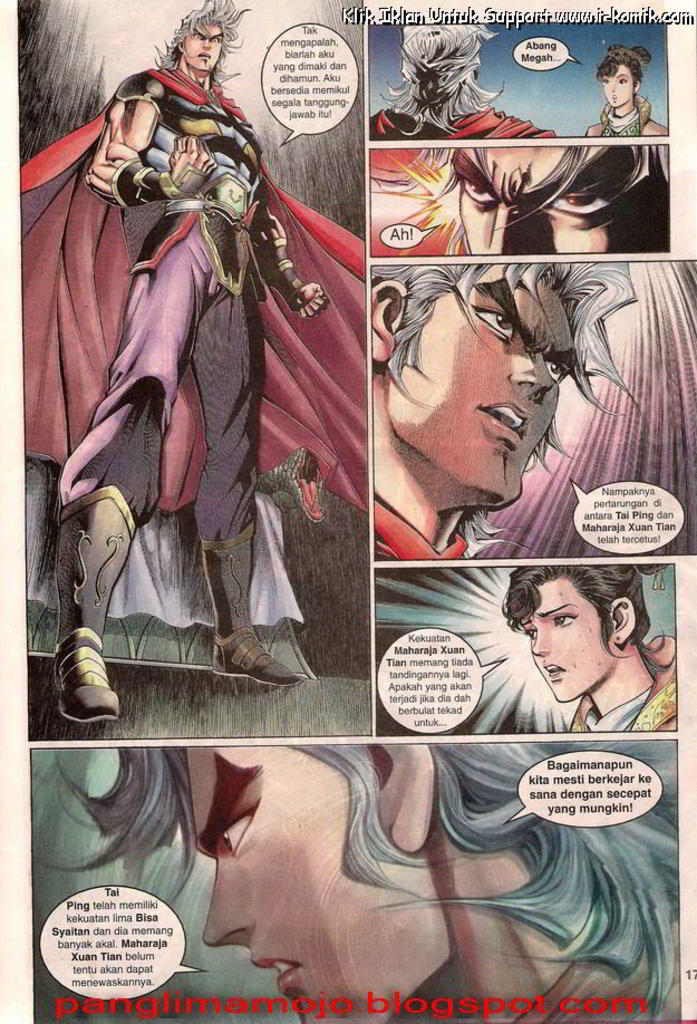 Klik Iklan Untuk Support www.i-komik.com
Tak
mengapalah,
biarlah aku
yang dimaki dan
dihamun. Aku
bersedia memikul
segala tanggung-
jawab itu!
Abang
Megah...
Ah!
Nampaknya
pertarungan di
antara Tai Ping dan
Maharaja Xuan Tian
telah tercetus!
Kekuatan
Maharaja Xuan
Tian memang tiada
tandingannya lagi.
Apakah yang akan
terjadi jika dia dah
berbulat tekad
untuk...
Bagaimanapun
kita mesti berkejar ke
sana dengan secepat
yang mungkin!
Tai
Ping telah memiliki
kekuatan lima Bisa
Syaitan dan dia memang
banyak akal. Maharaja
Xuan Tian belum
tentu akan dapat
menewaskannya.
17
panglimamojo.blogspot.com